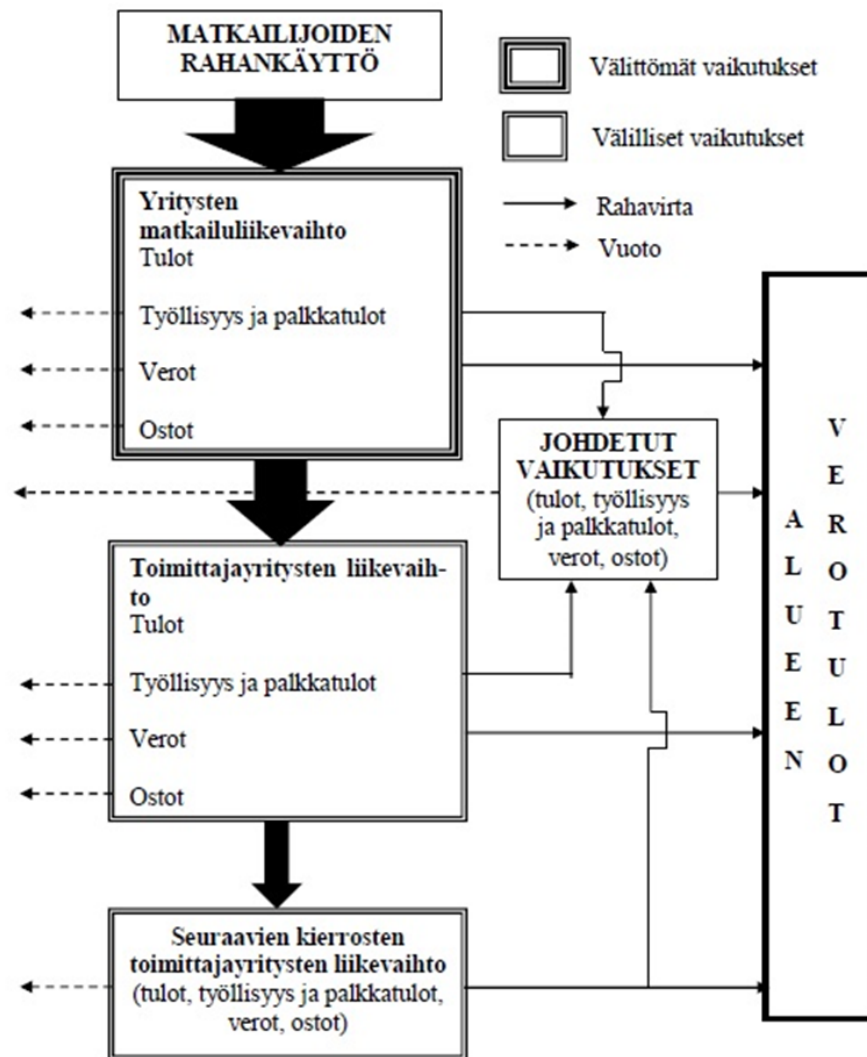 MATKAILIJOIDEN
RAHANKÄYTTÖ
Välittömät vaikutukset
Välilliset vaikutukset
Rahavirta
Vuoto
Yritysten
matkailuliikevaihto
Tulot
Työllisyys ja palkkatulot
Verot
Ostot
JOHDETUT
VAIKUTUKSET
(tulot, työllisyys
ja palkkatulot,
verot, ostot)
Toimittajayritysten liikevaih-
to
Tulot
Työllisyys ja palkkatulot
Verot
Ostot
Seuraavien kierrosten
toimittajayritysten liikevaihto
(tulot, työllisyys ja palkkatulot,
verot, ostot)
ALUEEN
VEROTULOT